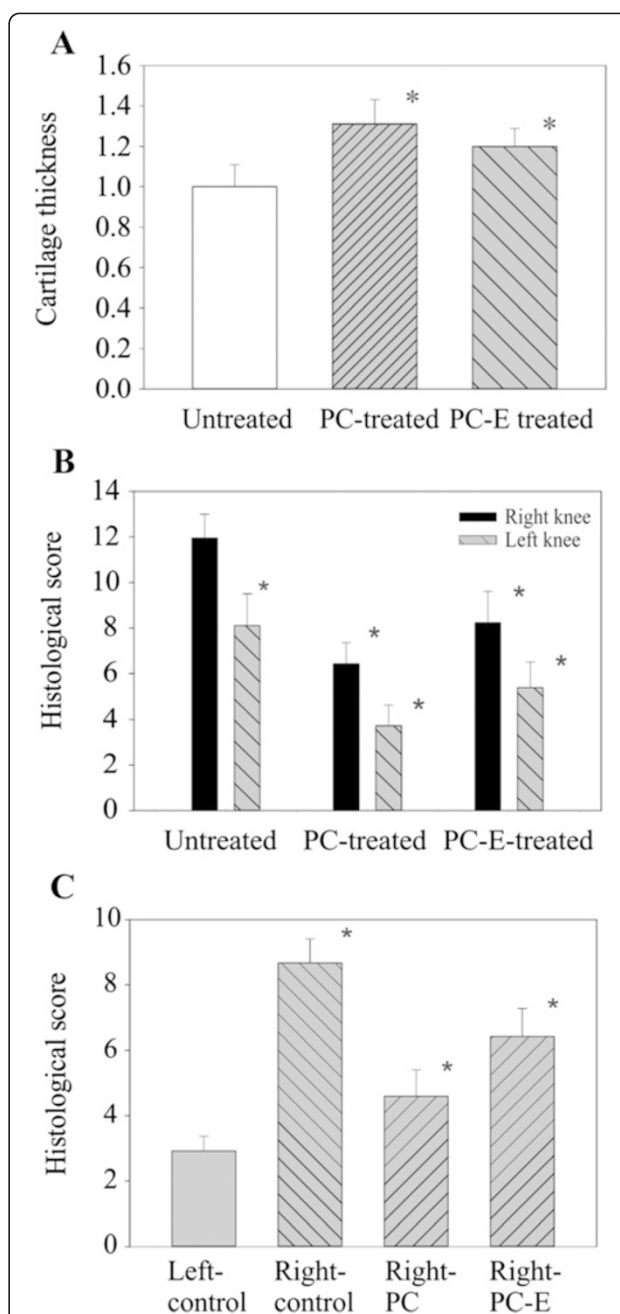 A
Cartilage thickness
1.6
1.4
1.2
1.0
0.8
0.6
0.4
0.2
0.0
* *
Untreated PC-treated PC-E treated
B
Histological score
14
12
10
8
6
4
2
0
Right knee
Left knee
* * * * *
Untreated PC-treated PC-E-treated
C
Histological score
10
8
6
4
2
0
* * *
Left- Right- Right- Right-
control control PC PC-E